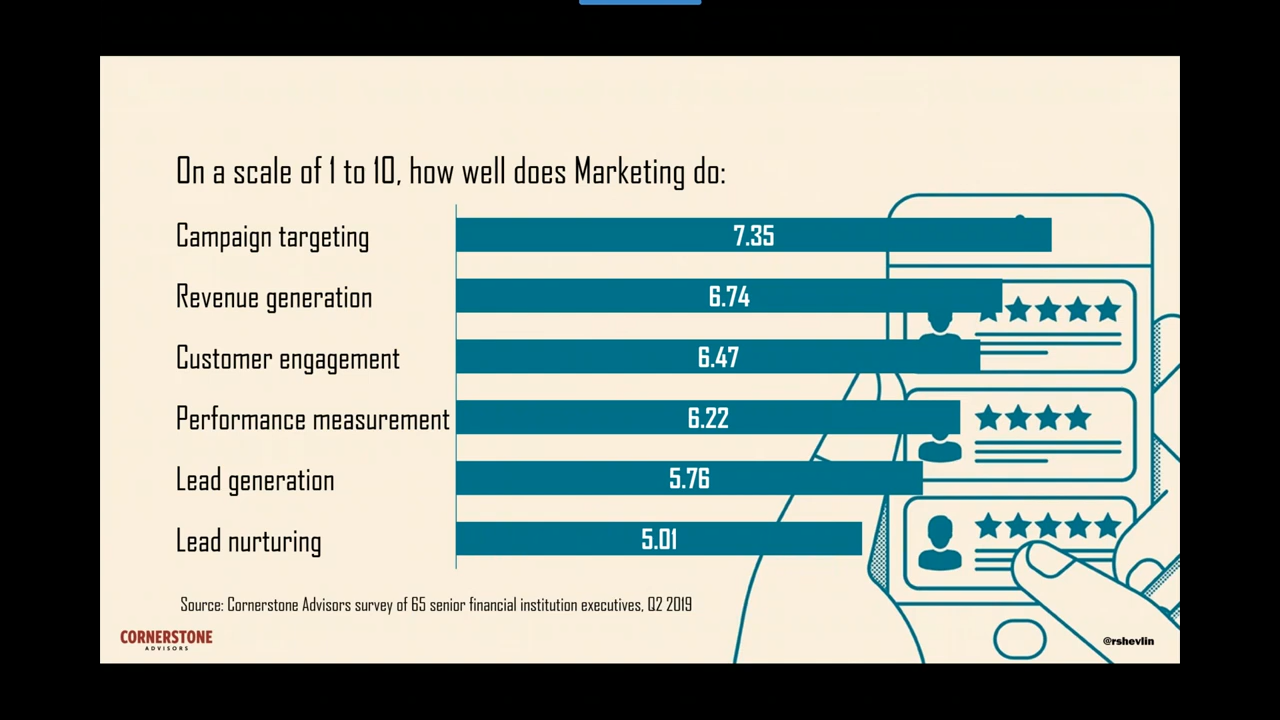 On a scale of 1 to 10, how well does Marketing do:
Campaign targeting 7.35
Revenue generation 6.74
Customer engagement 6.47
Performance measurement 6.22
Lead generation 5.76
Lead nurturing 5.01
Source: Cornerstone Advisors survey of 65 senior financial institution executives, Q2 2019
CORNERSTONE
ADVISORS
@rshevlin